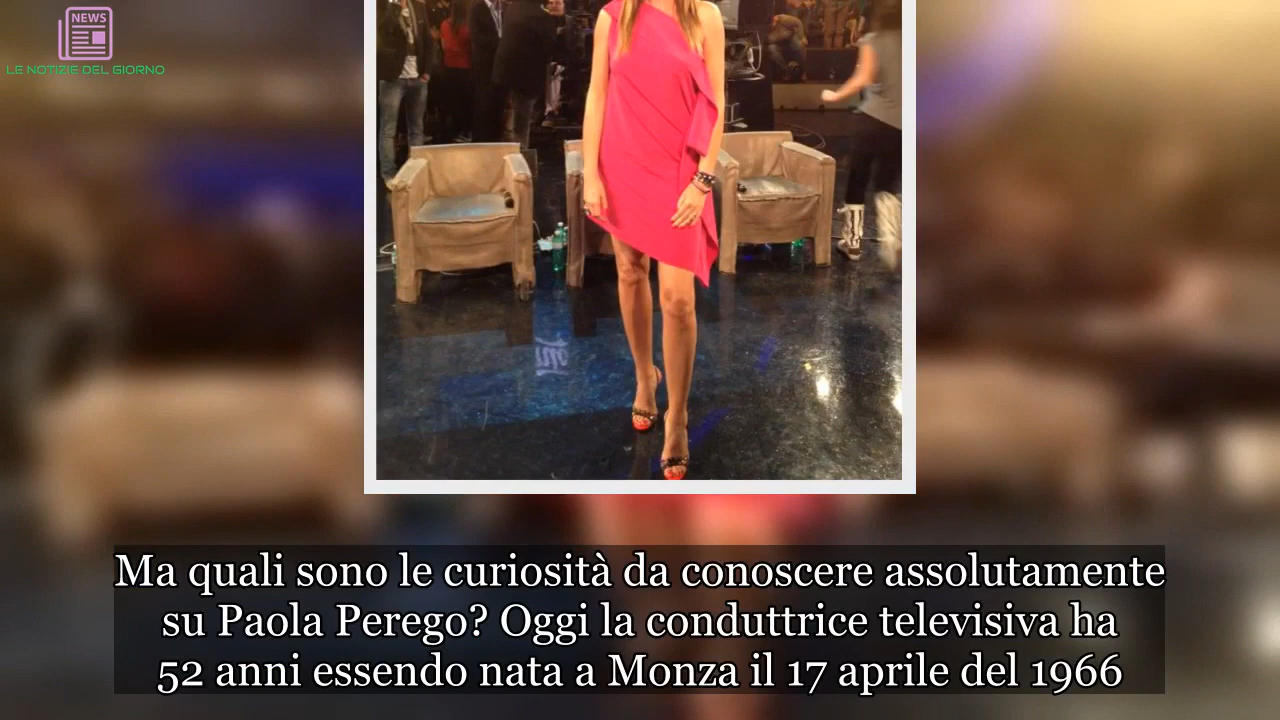 NEWS
LE NOTIZIE DEL GIORNO
Ma quali sono le curiosità da conoscere assolutamente
su Paola Perego? Oggi la conduttrice televisiva ha
52 anni essendo nata a Monza il 17 aprile del 1966